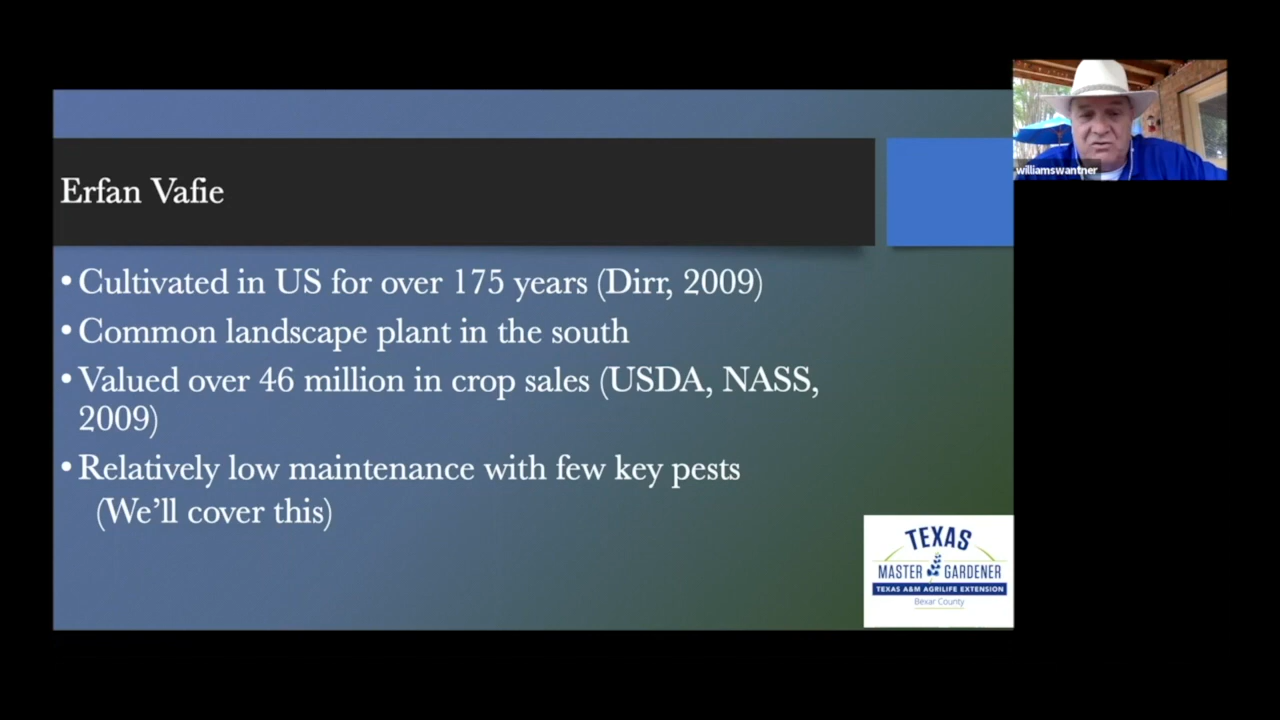 Erfan Vafie
• Cultivated in US for over 175 years (Dirr, 2009)
• Common landscape plant in the south
• Valued over 46 million in crop sales (USDA, NASS,
2009)
• Relatively low maintenance with few key pests
(We’ll cover this)
williamswantner
TEXAS
MASTER GARDENER
TEXAS A&M AGRILIFE EXTENSION
Bexar County